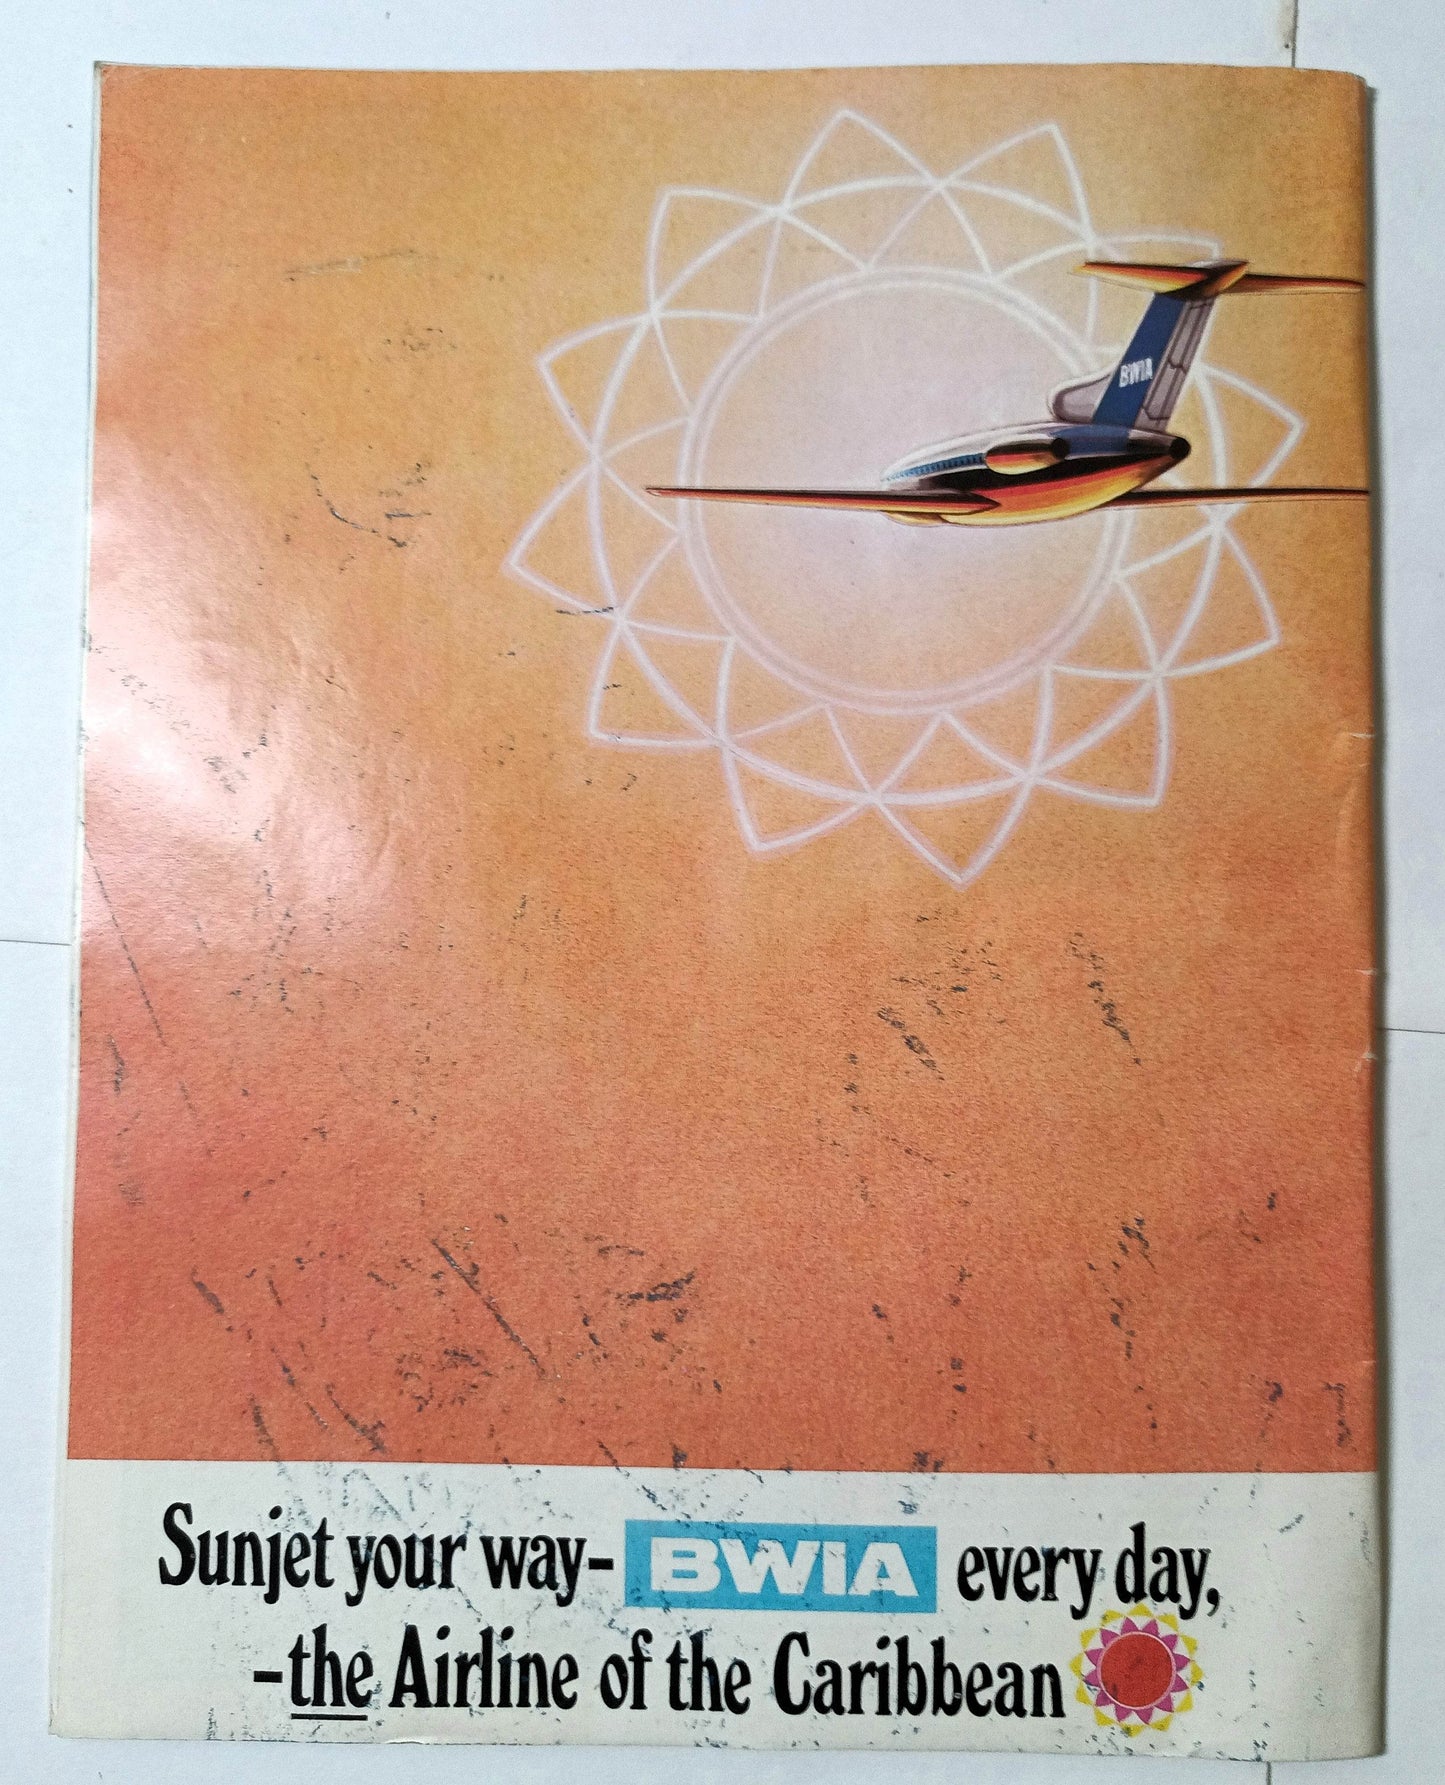 BWIA
Sunjet your way- BWIA every day,
-the Airline of the Caribbean